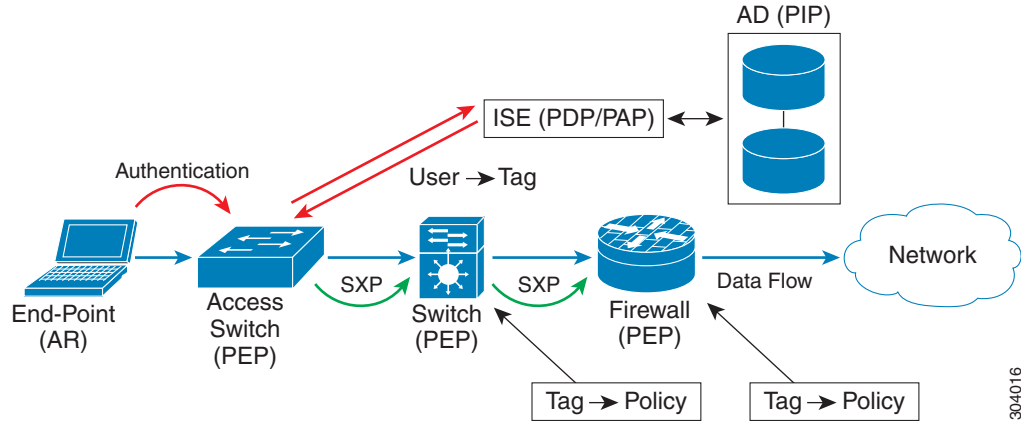 AD (PIP)
ISE (PDP/PAP)
Authentication
User → Tag
End-Point
(AR)
Access
Switch
(PEP)
SXP
Switch
(PEP)
SXP
Firewall
(PEP)
Data Flow
Network
Tag → Policy
Tag → Policy
304016